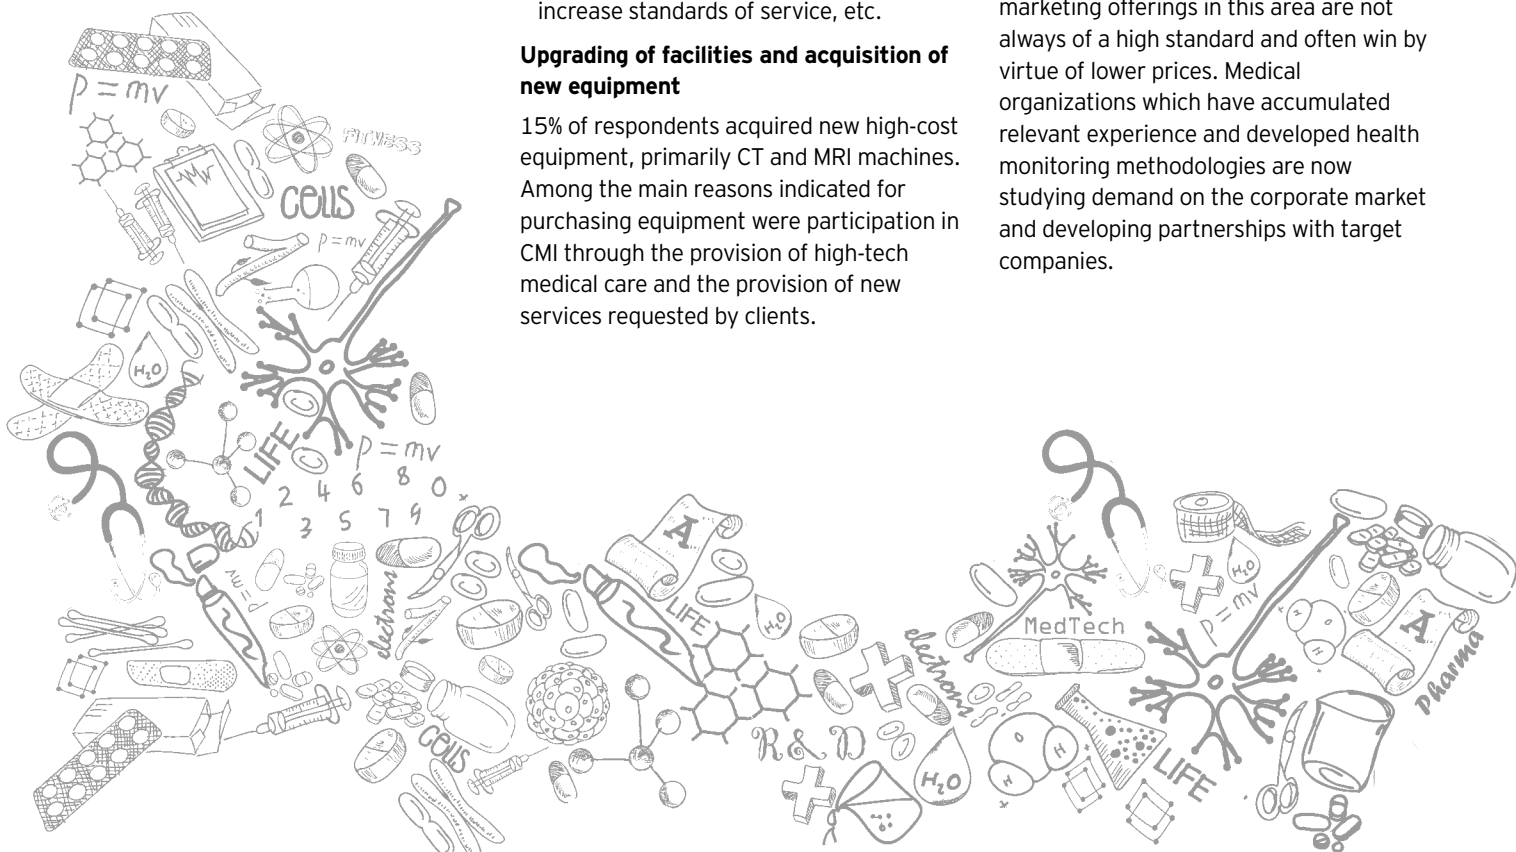 increase standards of service, etc.
Upgrading of facilities and acquisition of
new equipment
15% of respondents acquired new high-cost
equipment, primarily CT and MRI machines.
Among the main reasons indicated for
purchasing equipment were participation in
CMI through the provision of high-tech
medical care and the provision of new
services requested by clients.
marketing offerings in this area are not
always of a high standard and often win by
virtue of lower prices. Medical
organizations which have accumulated
relevant experience and developed health
monitoring methodologies are now
studying demand on the corporate market
and developing partnerships with target
companies.
p = mv
FITNESS
cells
p = mv
H₂O
LIFE
p = mv
1 2 3 4 5 6 7 8 9 0
p = mv
electrons
cells
A
LIFE
H₂O
R & D
electrons
H₂O
MedTech
H
H
H₂O
p = mv
H
H
A
Pharma
LIFE